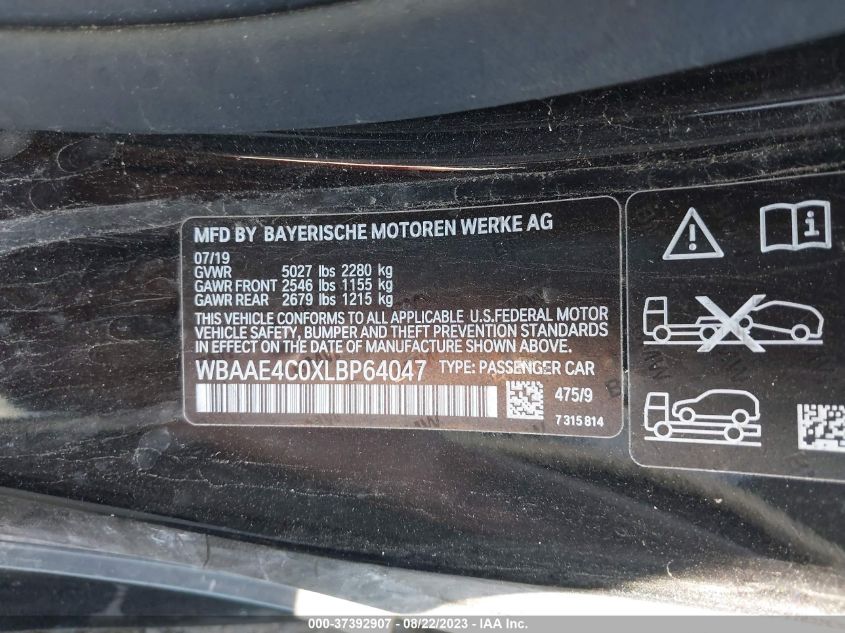 MFD BY BAYERISCHE MOTOREN WERKE AG
07/19
GVWR 5027 lbs 2280 kg
GAWR FRONT 2546 lbs 1155 kg
GAWR REAR 2679 lbs 1215 kg
THIS VEHICLE CONFORMS TO ALL APPLICABLE U.S.FEDERAL MOTOR
VEHICLE SAFETY, BUMPER AND THEFT PREVENTION STANDARDS
IN EFFECT ON THE DATE OF MANUFACTURE SHOWN ABOVE.
WBAAE4C0XLBP64047 TYPE: PASSENGER CAR
475/9
7 315 814
000-37392907 - 08/22/2023 - © IAA, Inc.